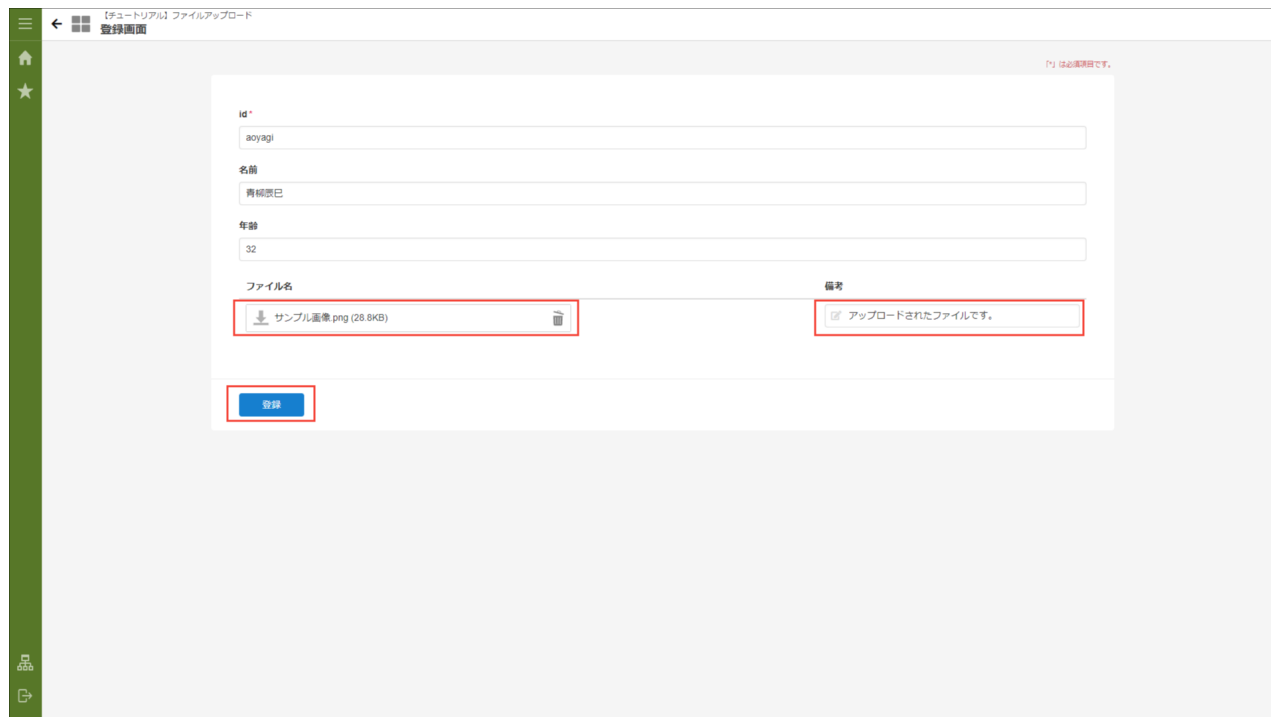 【チュートリアル】ファイルアップロード
登録画面
「*」は必須項目です。
id *
aoyagi
名前
青柳辰巳
年齢
32
ファイル名 備考
サンプル画像.png (28.8KB) アップロードされたファイルです。
登録